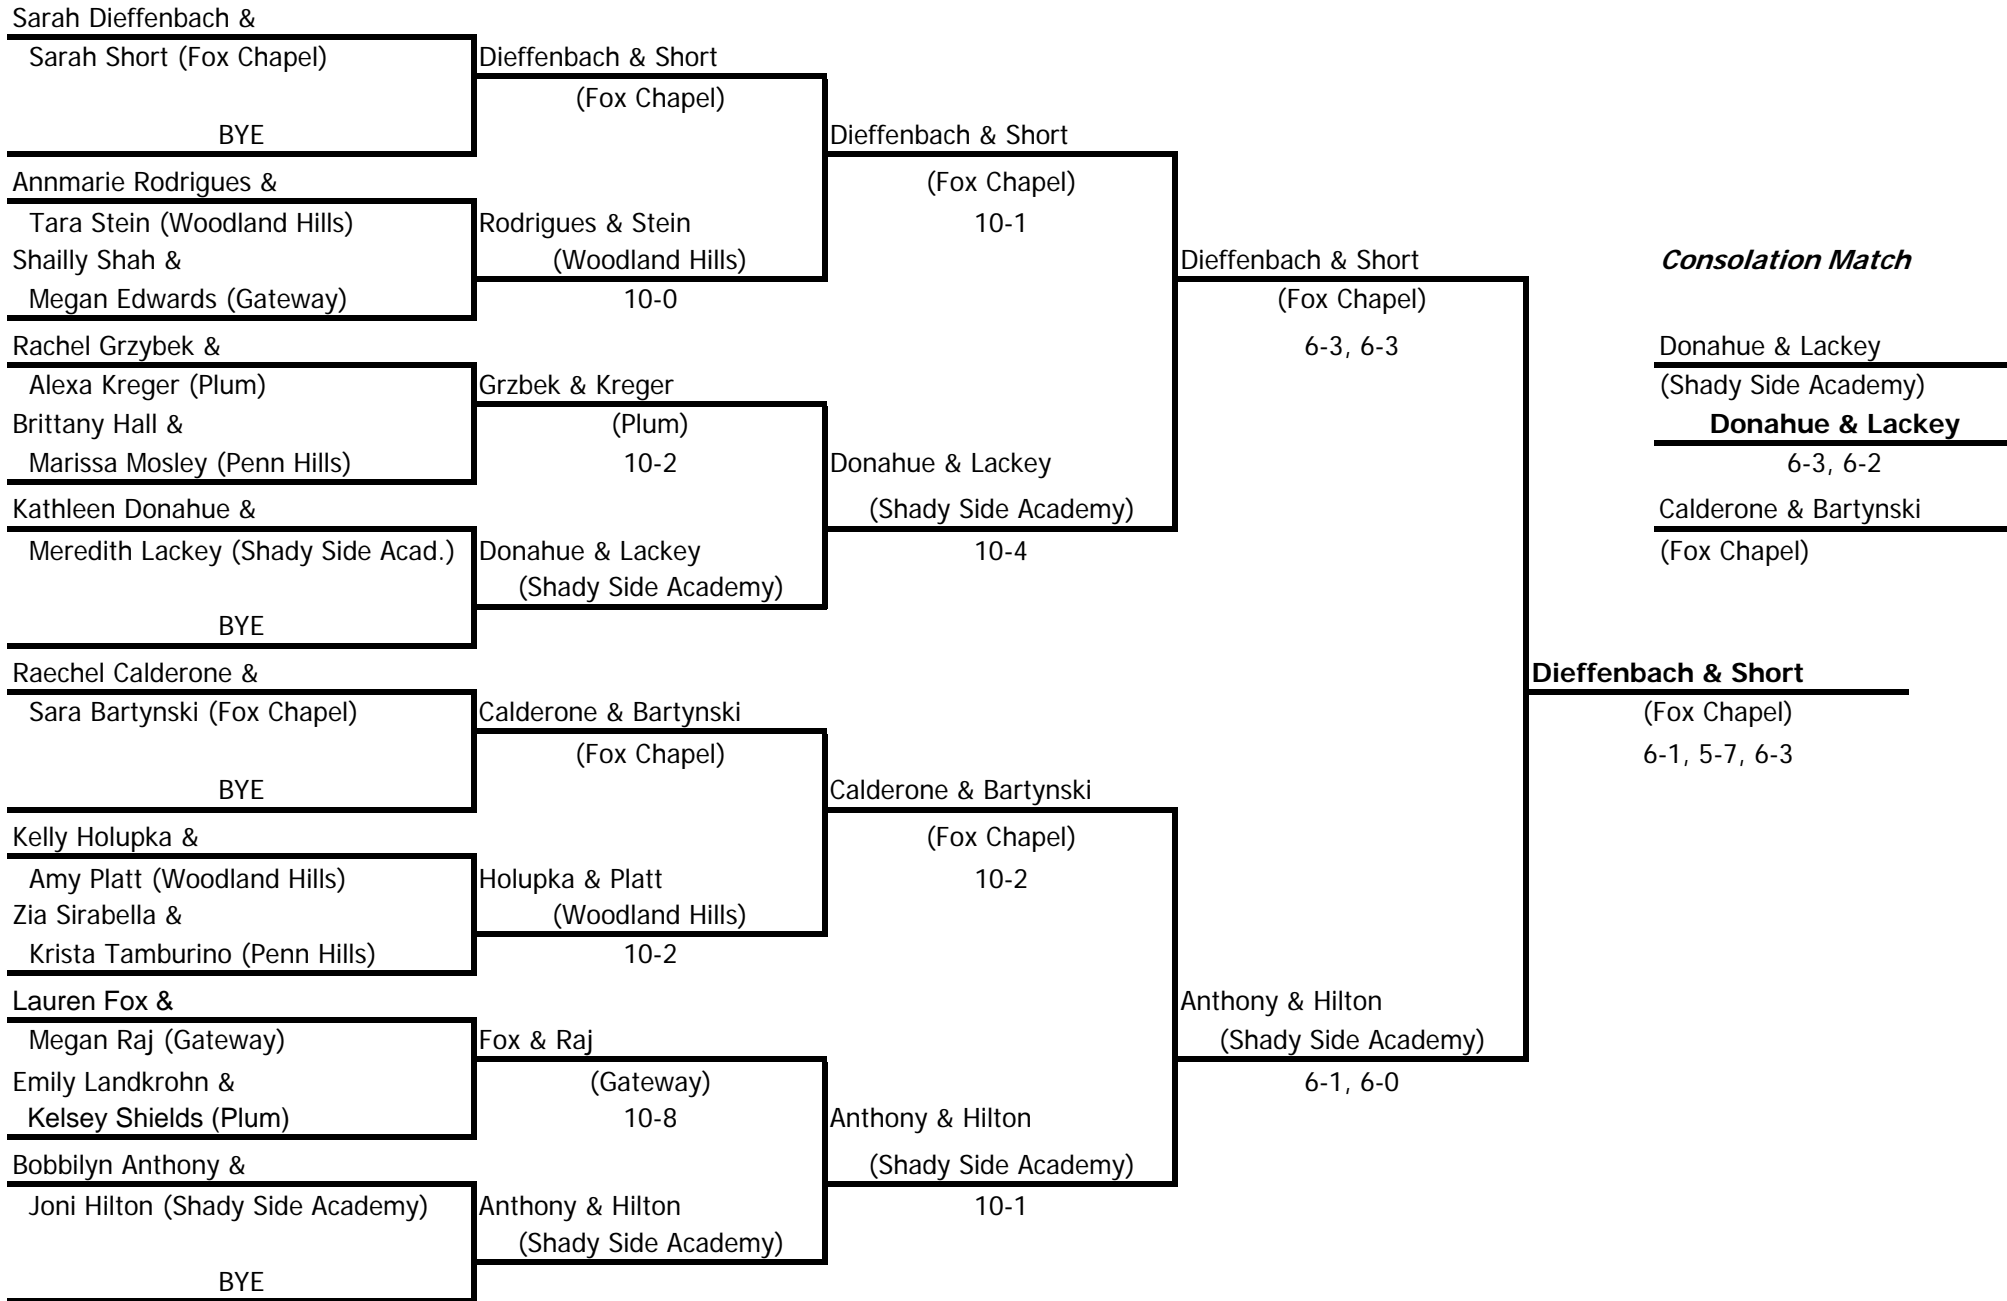 Sarah Dieffenbach &
Sarah Short (Fox Chapel)
BYE
Annmarie Rodrigues &
Tara Stein (Woodland Hills)
Shailly Shah &
Megan Edwards (Gateway)
Rachel Grzybek &
Alexa Kreger (Plum)
Brittany Hall &
Marissa Mosley (Penn Hills)
Kathleen Donahue &
Meredith Lackey (Shady Side Acad.)
BYE
Raechel Calderone &
Sara Bartynski (Fox Chapel)
BYE
Kelly Holupka &
Amy Platt (Woodland Hills)
Zia Sirabella &
Krista Tamburino (Penn Hills)
Lauren Fox &
Megan Raj (Gateway)
Emily Landkrohn &
Kelsey Shields (Plum)
Bobbilyn Anthony &
Joni Hilton (Shady Side Academy)
BYE
Dieffenbach & Short
(Fox Chapel)
Rodrigues & Stein
(Woodland Hills)
10-0
Grzbek & Kreger
(Plum)
10-2
Donahue & Lackey
(Shady Side Academy)
Calderone & Bartynski
(Fox Chapel)
Holupka & Platt
(Woodland Hills)
10-2
Fox & Raj
(Gateway)
10-8
Anthony & Hilton
(Shady Side Academy)
Dieffenbach & Short
(Fox Chapel)
10-1
Donahue & Lackey
(Shady Side Academy)
10-4
Calderone & Bartynski
(Fox Chapel)
10-2
Anthony & Hilton
(Shady Side Academy)
10-1
Dieffenbach & Short
(Fox Chapel)
6-3, 6-3
Anthony & Hilton
(Shady Side Academy)
6-1, 6-0
Dieffenbach & Short
(Fox Chapel)
6-1, 5-7, 6-3
Consolation Match
Donahue & Lackey
(Shady Side Academy)
Donahue & Lackey
6-3, 6-2
Calderone & Bartynski
(Fox Chapel)